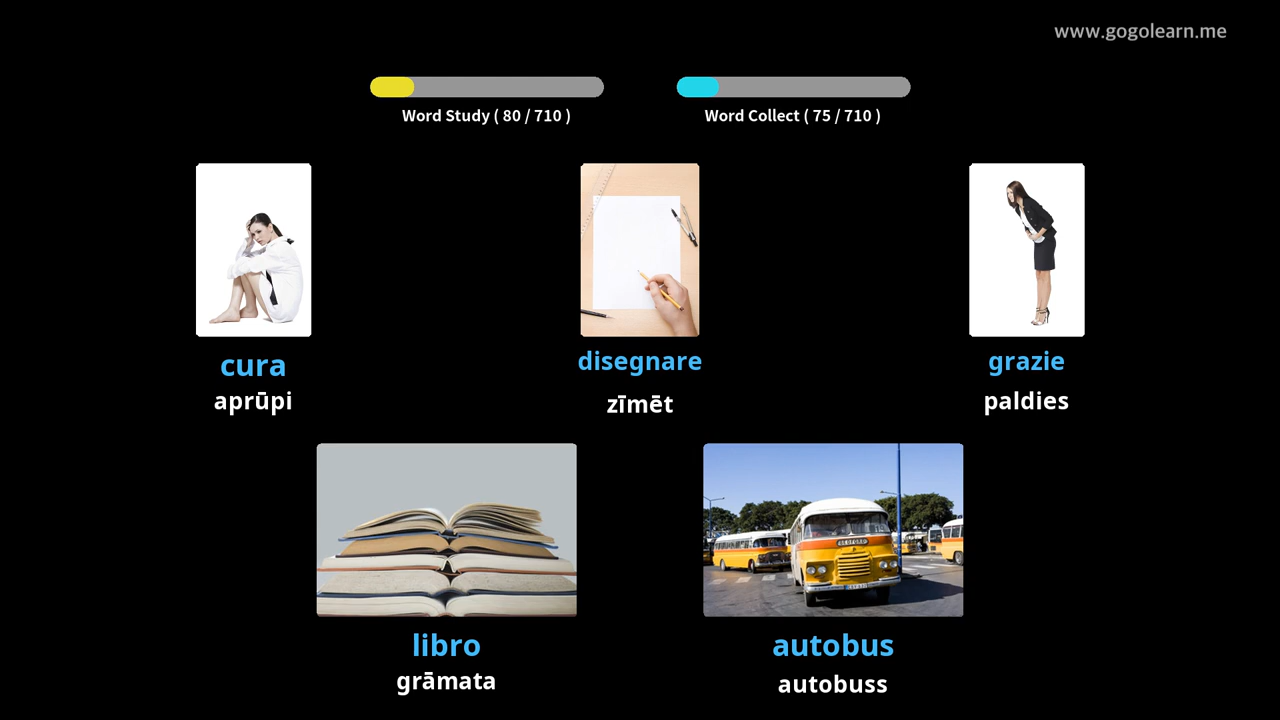 www.gogolearn.me
Word Study ( 80 / 710 )
Word Collect ( 75 / 710 )
cura
aprūpi
disegnare
zīmēt
grazie
paldies
libro
grāmata
autobus
autobuss